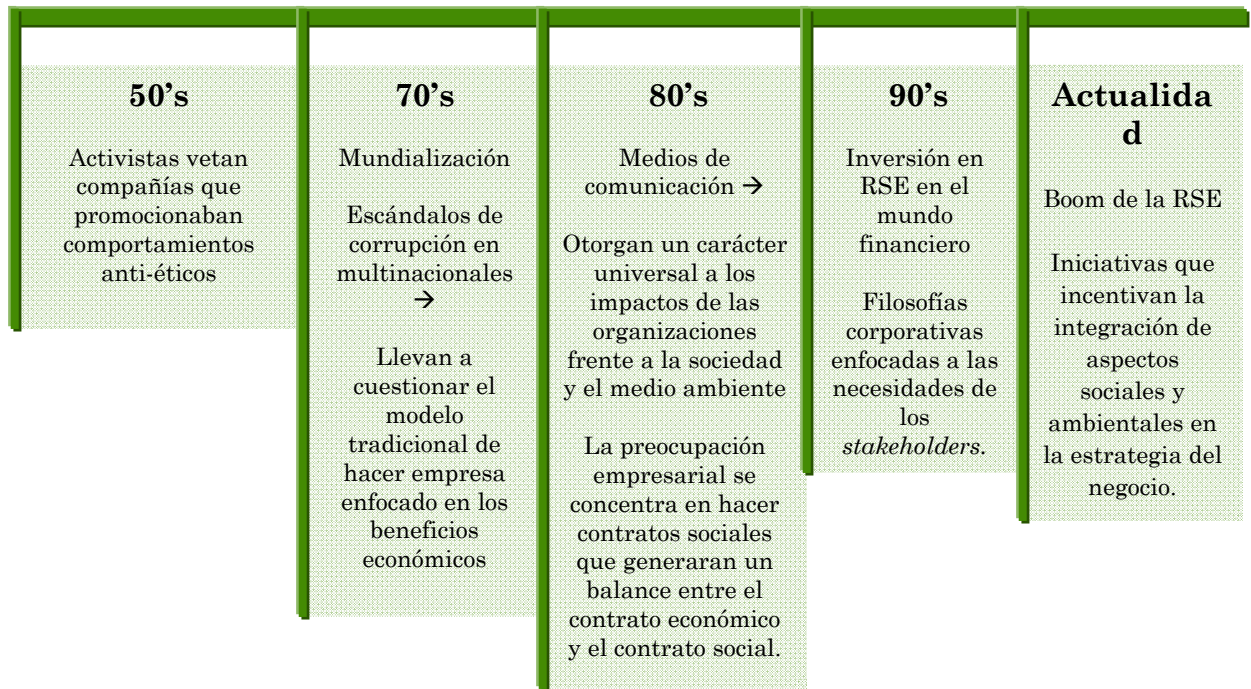 50's
Activistas vetan
compañías que
promocionaban
comportamientos
anti-éticos
70's
Mundialización
Escándalos de
corrupción en
multinacionales
→
Llevan a
cuestionar el
modelo
tradicional de
hacer empresa
enfocado en los
beneficios
económicos
80's
Medios de
comunicación →
Otorgan un carácter
universal a los
impactos de las
organizaciones
frente a la sociedad
y el medio ambiente
La preocupación
empresarial se
concentra en hacer
contratos sociales
que generaran un
balance entre el
contrato económico
y el contrato social.
90's
Inversión en
RSE en el
mundo
financiero
Filosofías
corporativas
enfocadas a las
necesidades de
los
stakeholders.
Actualida
d
Boom de la RSE
Iniciativas que
incentivan la
integración de
aspectos
sociales y
ambientales en
la estrategia del
negocio.